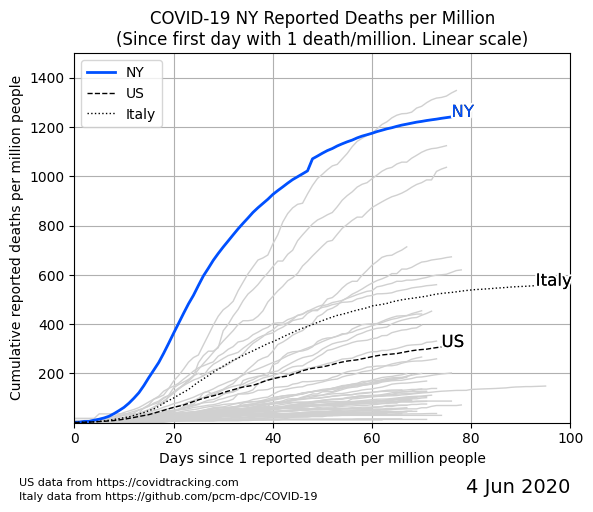 COVID-19 NY Reported Deaths per Million
(Since first day with 1 death/million. Linear scale)
NY
US
Italy
Cumulative reported deaths per million people
1400
1200
1000
800
600
400
200
NY
Italy
US
0 20 40 60 80 100
Days since 1 reported death per million people
US data from https://covidtracking.com
Italy data from https://github.com/pcm-dpc/COVID-19
4 Jun 2020